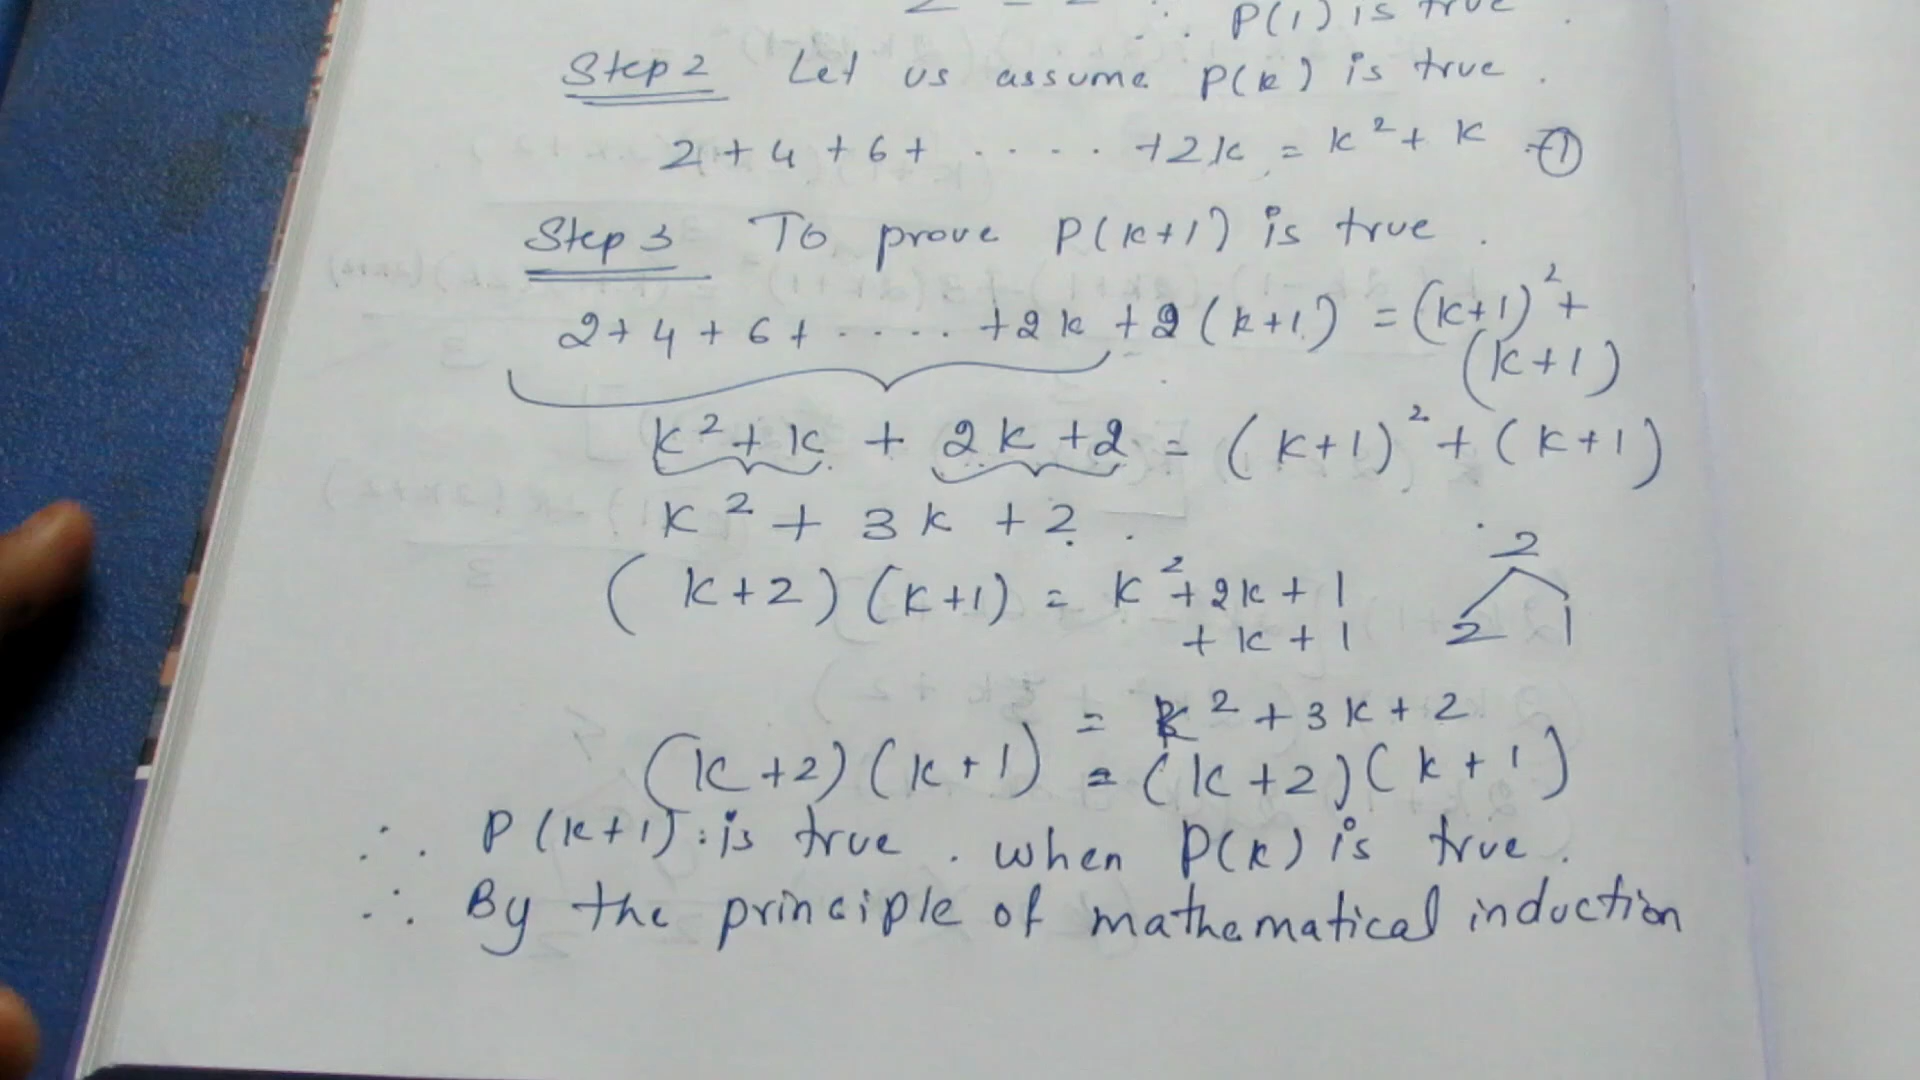 ∴ P(1) is true
Step 2 Let us assume P(k) is true.
2 + 4 + 6 + ..... + 2k = k² + k - ①
Step 3 To prove P(k+1) is true.
2 + 4 + 6 + ..... + 2k + 2(k+1) = (k+1)² +
(k+1)
k² + k + 2k + 2 = (k+1)² + (k+1)
k² + 3k + 2.
2
(k+2)(k+1) = k² + 2k + 1
+ k + 1
2 1
= k² + 3k + 2
(k+2)(k+1) = (k+2)(k+1)
∴ P(k+1) is true. when P(k) is true.
∴ By the principle of mathematical induction